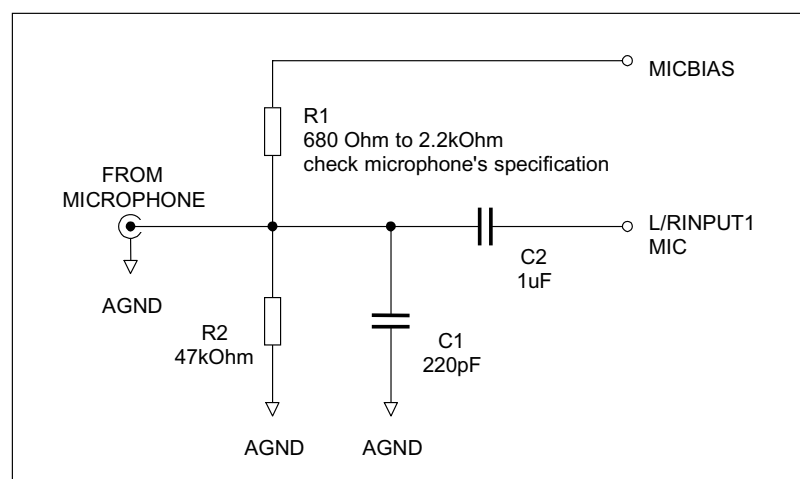 MICBIAS
R1
680 Ohm to 2.2kOhm
check microphone's specification
FROM
MICROPHONE
L/RINPUT1
MIC
C2
1uF
AGND
R2
47kOhm
C1
220pF
AGND
AGND